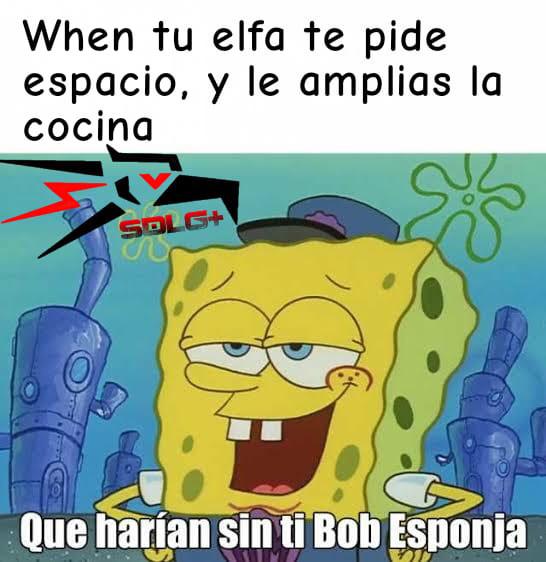 When tu elfa te pide
espacio, y le amplias la
cocina
SDLG+
Que harían sin ti Bob Esponja